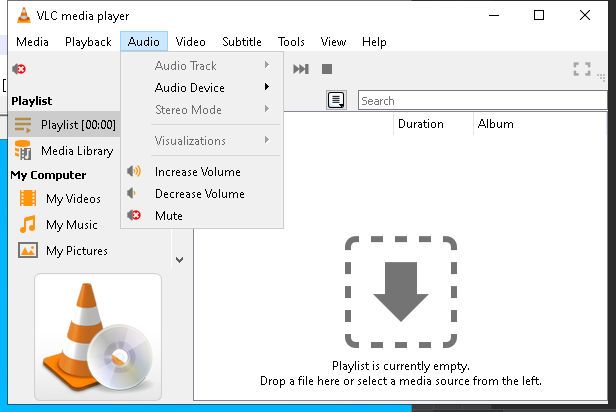 VLC media player
Media Playback Audio Video Subtitle Tools View Help
Audio Track
Audio Device
Stereo Mode
Visualizations
Increase Volume
Decrease Volume
Mute
Search
Playlist
Playlist [00:00]
Media Library
My Computer
My Videos
My Music
My Pictures
Duration Album
Playlist is currently empty.
Drop a file here or select a media source from the left.